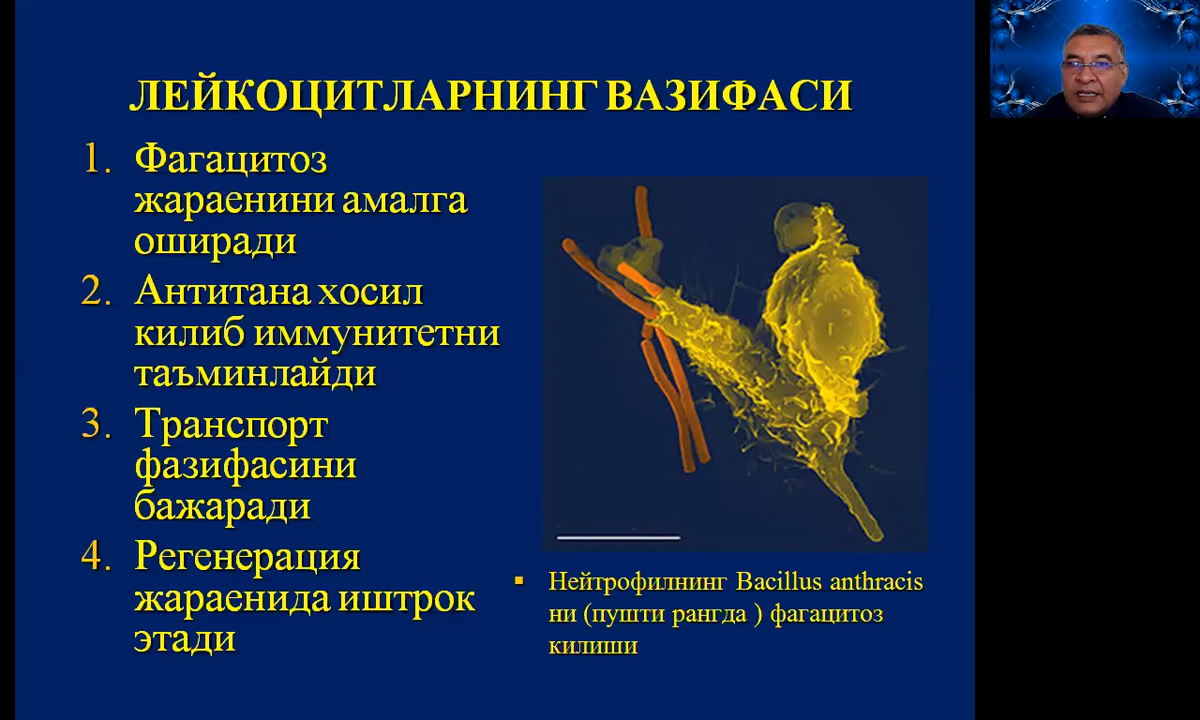 ЛЕЙКОЦИТЛАРНИНГ ВАЗИФАСИ
1. Фагацитоз
жараенини амалга
оширади
2. Антитана хосил
килиб иммунитетни
таъминлайди
3. Транспорт
фазифасини
бажаради
4. Регенерация
жараенида иштрок
этади
▪ Нейтрофилнинг Bacillus anthracis
ни (пушти рангда ) фагацитоз
килиши